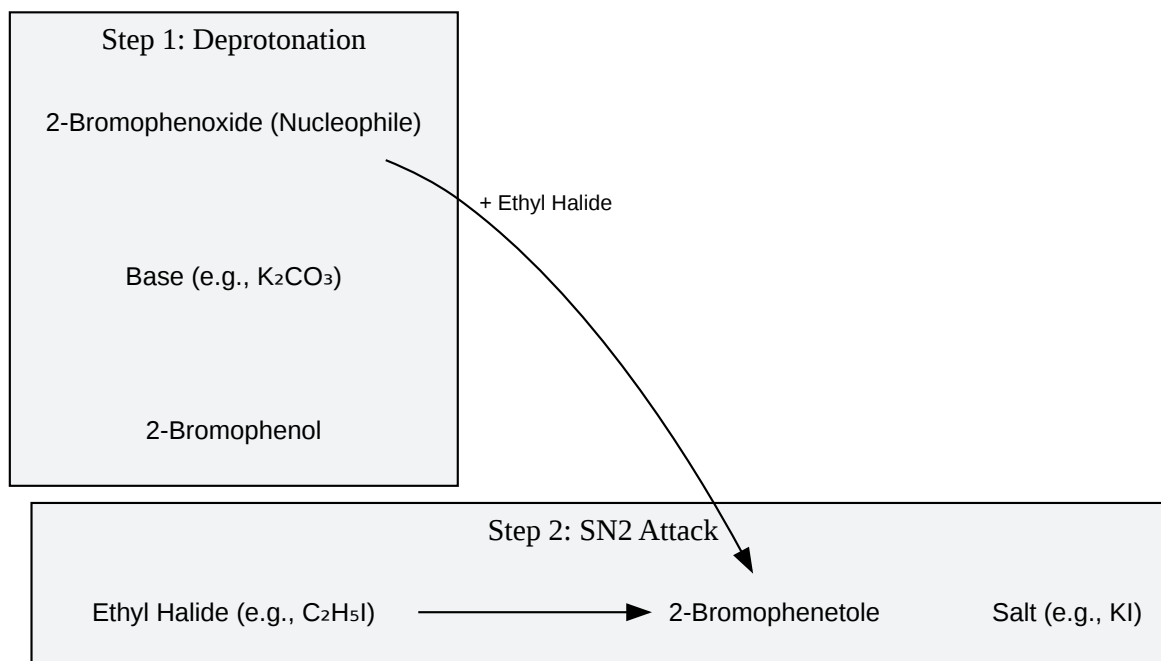 Step 1: Deprotonation
2-Bromophenoxide (Nucleophile)
+ Ethyl Halide
Base (e.g., K₂CO₃)
2-Bromophenol
Step 2: SN2 Attack
Ethyl Halide (e.g., C₂H₅I)
2-Bromophenetole
Salt (e.g., KI)